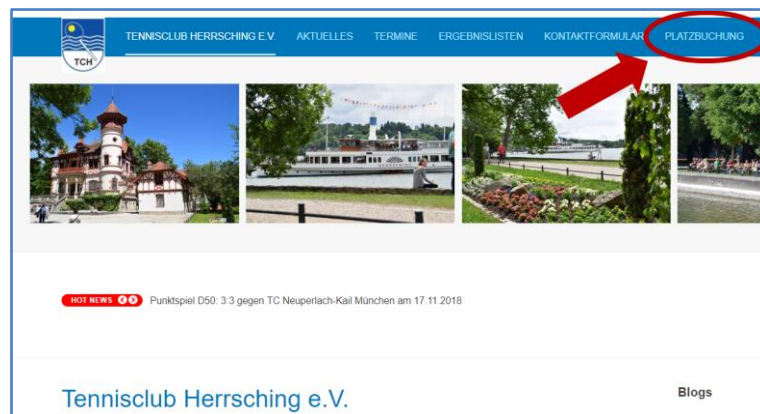 TCH
TENNISCLUB HERRSCHING E.V. AKTUELLES TERMINE ERGEBNISLISTEN KONTAKTFORMULAR PLATZBUCHUNG
HOT NEWS Punktspiel D50: 3:3 gegen TC Neuperlach-Kail München am 17.11.2018
Tennisclub Herrsching e.V.
Blogs